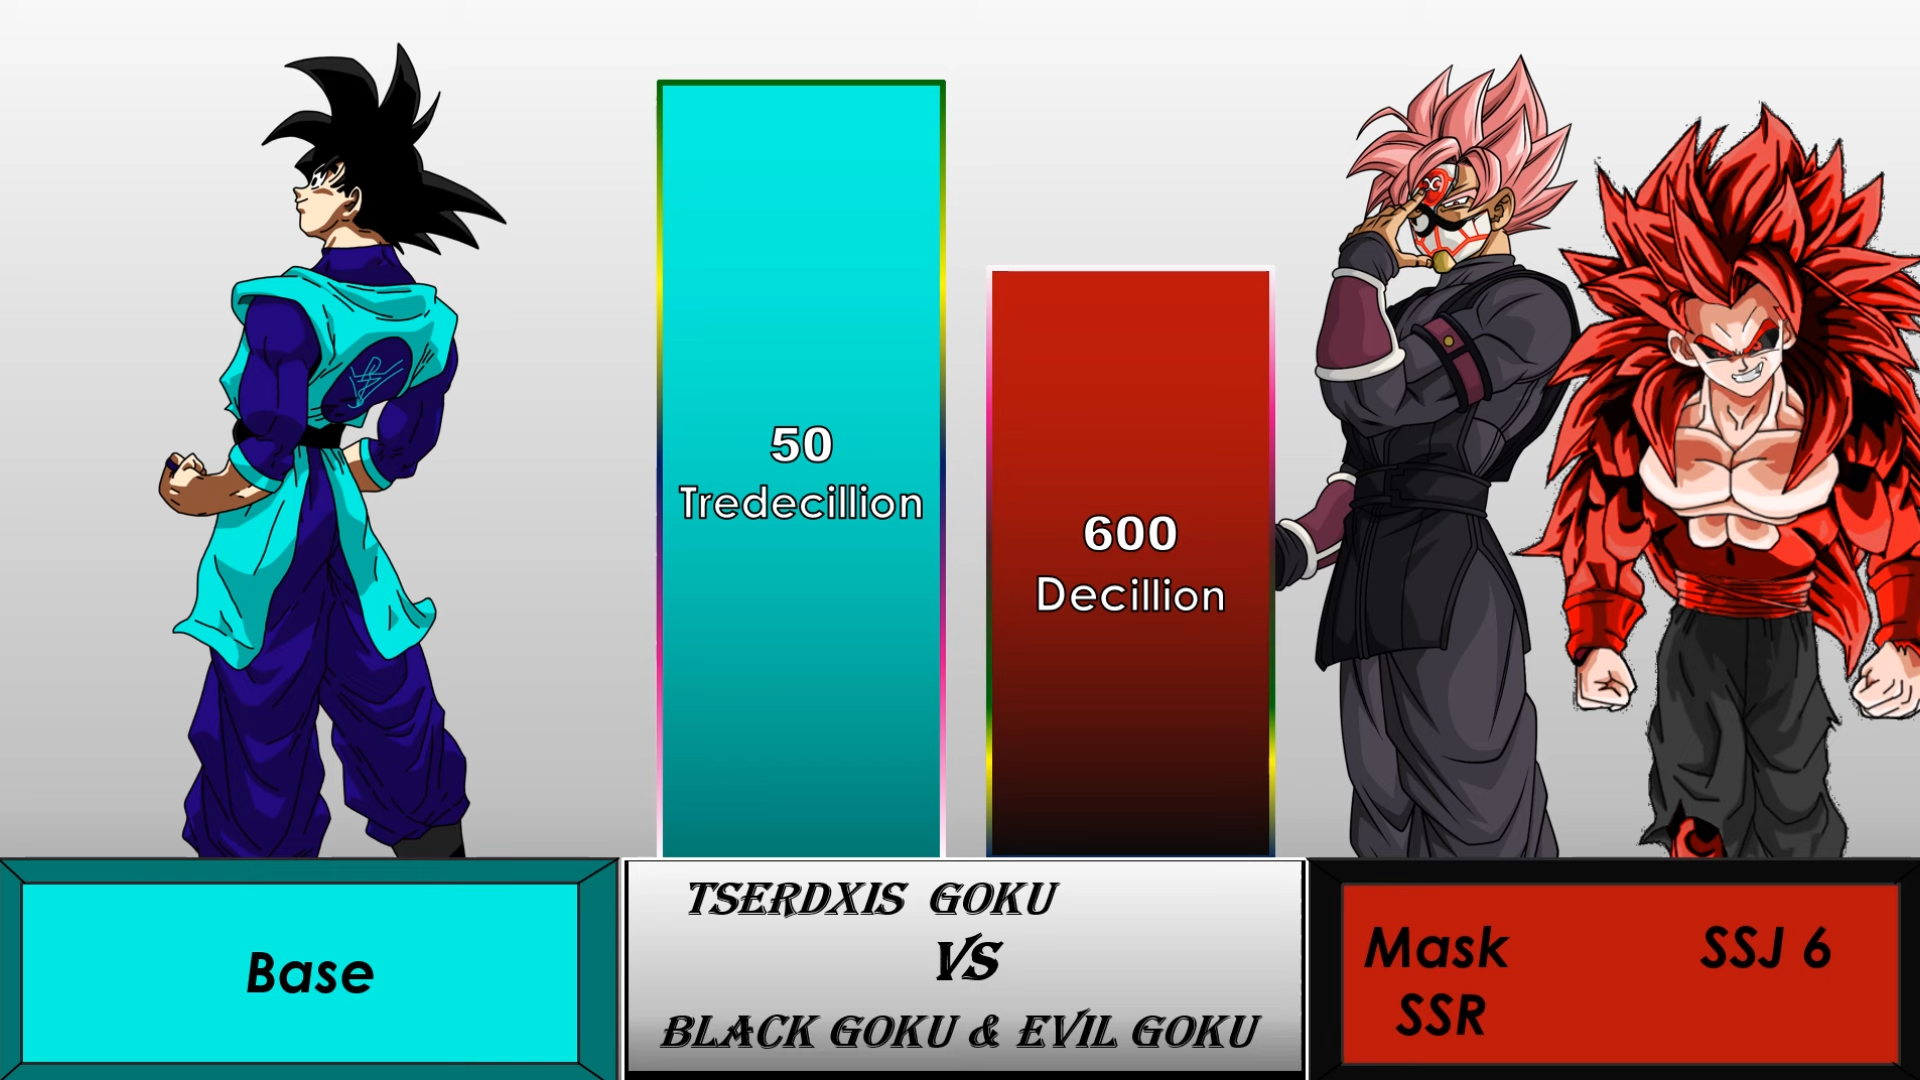 50
Tredecillion
600
Decillion
Base
TSERDXIS GOKU
VS
BLACK GOKU & EVIL GOKU
Mask
SSR
SSJ 6